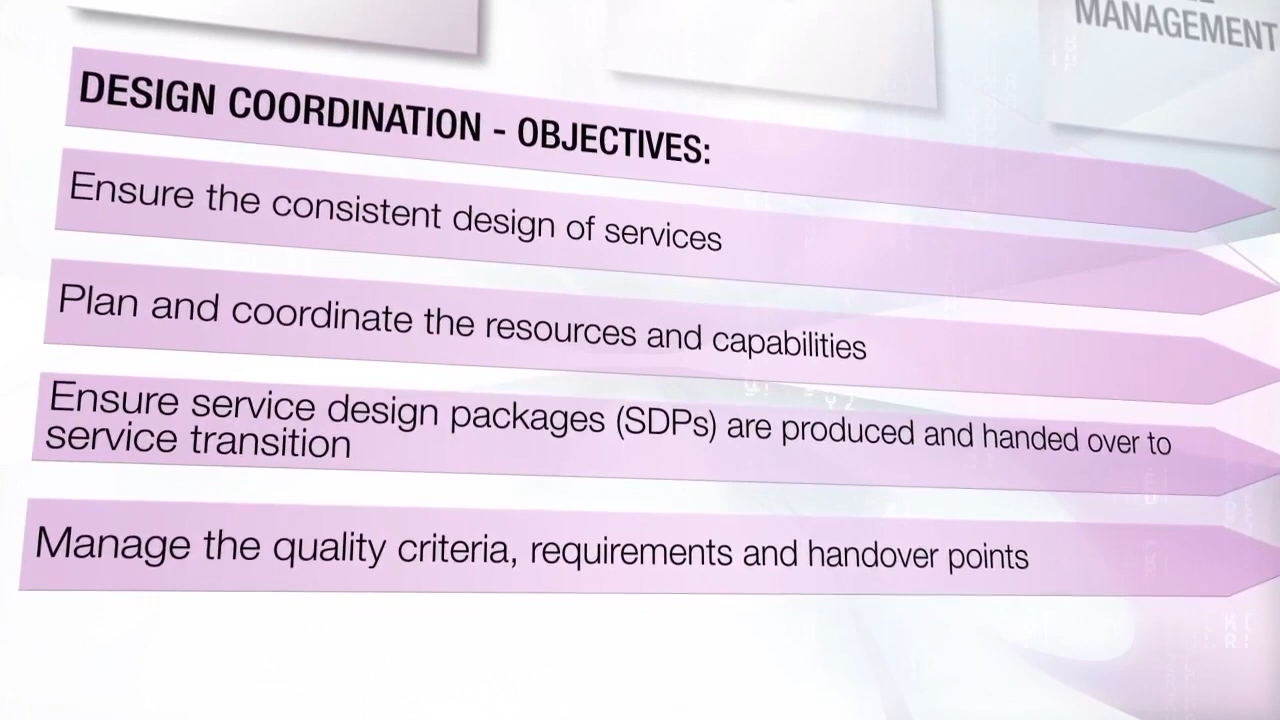 MANAGEMENT
DESIGN COORDINATION - OBJECTIVES:
Ensure the consistent design of services
Plan and coordinate the resources and capabilities
Ensure service design packages (SDPs) are produced and handed over to
service transition
Manage the quality criteria, requirements and handover points